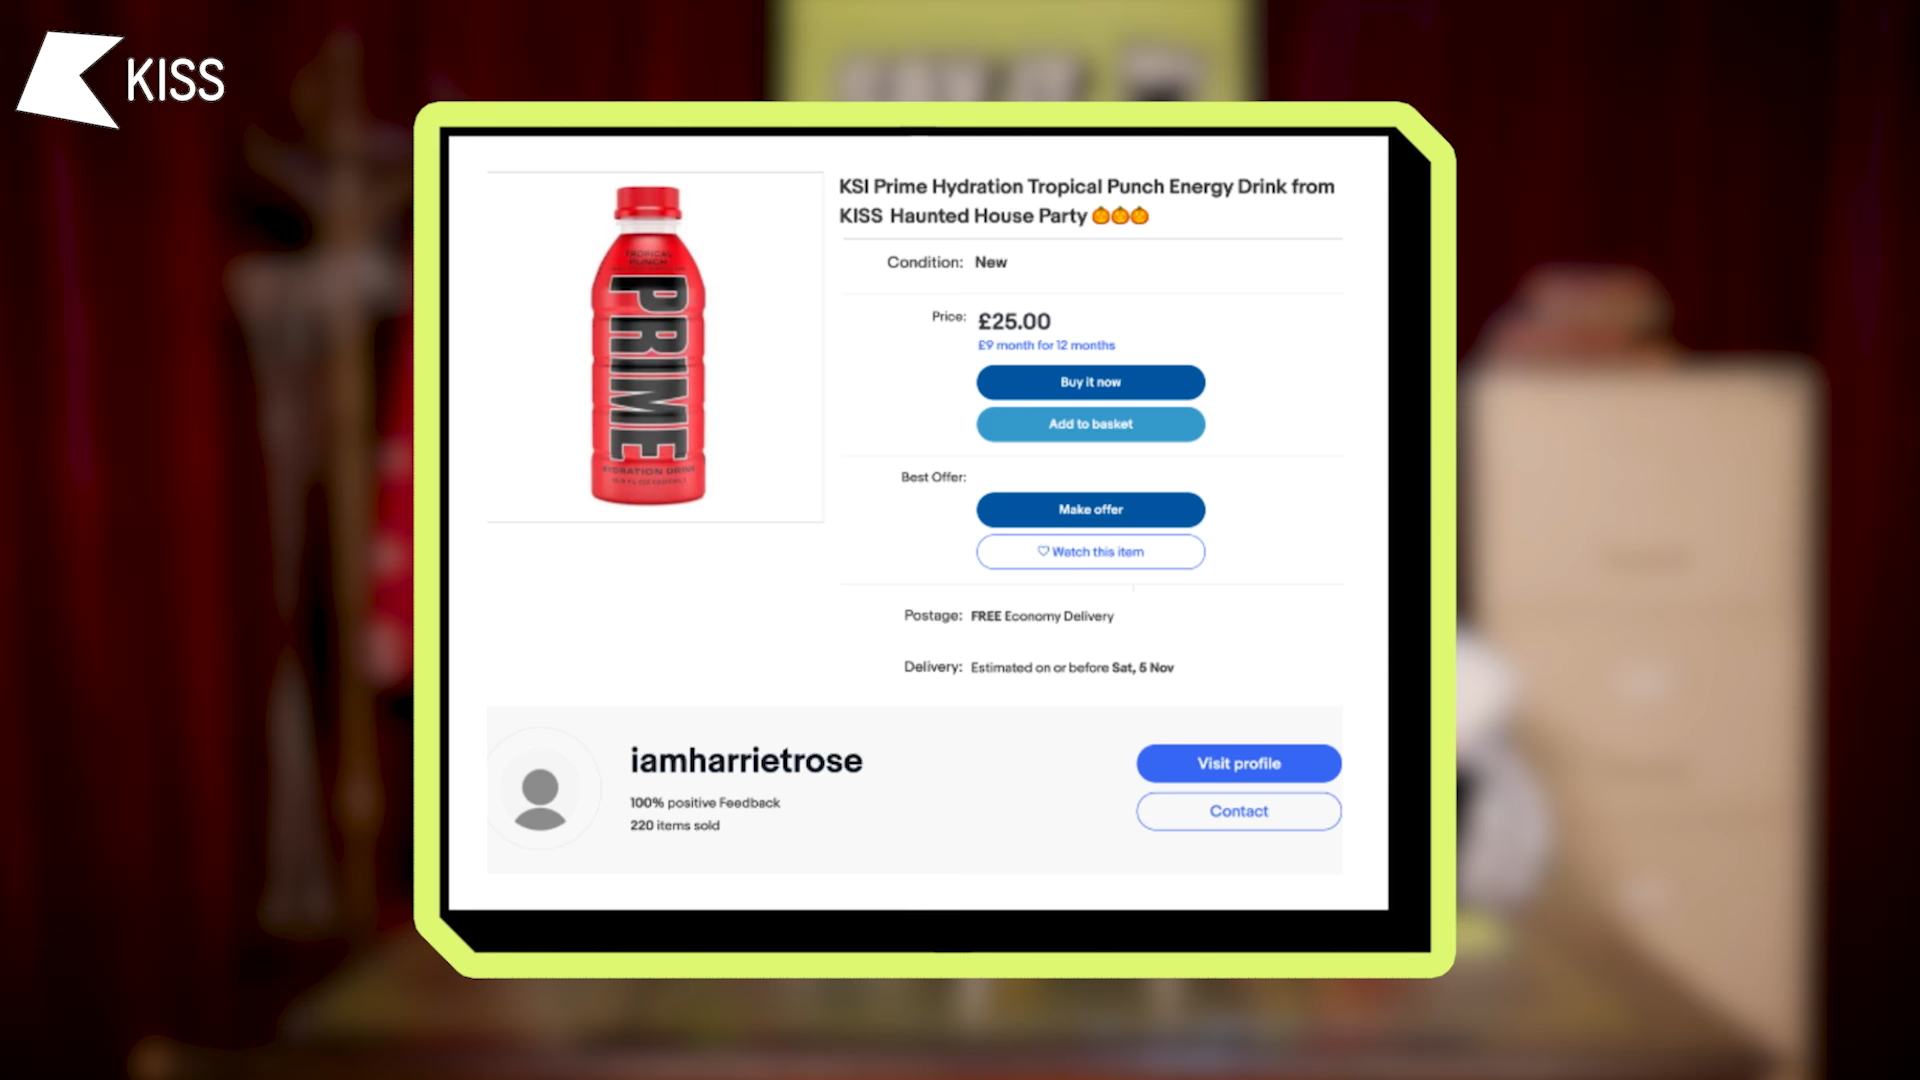 KISS
TROPICAL
PUNCH
PRIME
HYDRATION DRINK
KSI Prime Hydration Tropical Punch Energy Drink from
KISS Haunted House Party 🎃🎃🎃
Condition: New
Price: £25.00
£9 month for 12 months
Buy it now
Add to basket
Best Offer:
Make offer
♡ Watch this item
Postage: FREE Economy Delivery
Delivery: Estimated on or before Sat, 5 Nov
iamharrietrose
100% positive Feedback
220 items sold
Visit profile
Contact